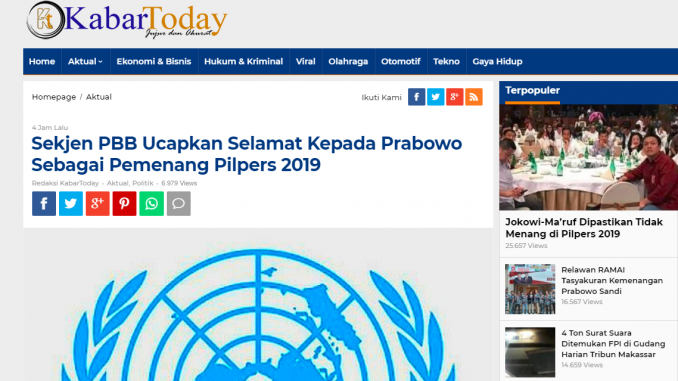 KabarToday
Jujur dan Akurat
Home
Aktual
Ekonomi & Bisnis
Hukum & Kriminal
Viral
Olahraga
Otomotif
Tekno
Gaya Hidup
Homepage / Aktual
Ikuti Kami
4 Jam Lalu
Sekjen PBB Ucapkan Selamat Kepada Prabowo
Sebagai Pemenang Pilpers 2019
Redaksi KabarToday - Aktual, Politik - 6.979 Views
Terpopuler
Jokowi-Ma'ruf Dipastikan Tidak
Menang di Pilpers 2019
25.657 Views
Relawan RAMAI
Tasyakuran Kemenangan
Prabowo Sandi
16.567 Views
4 Ton Surat Suara
Ditemukan FPI di Gudang
Harian Tribun Makassar
14.659 Views